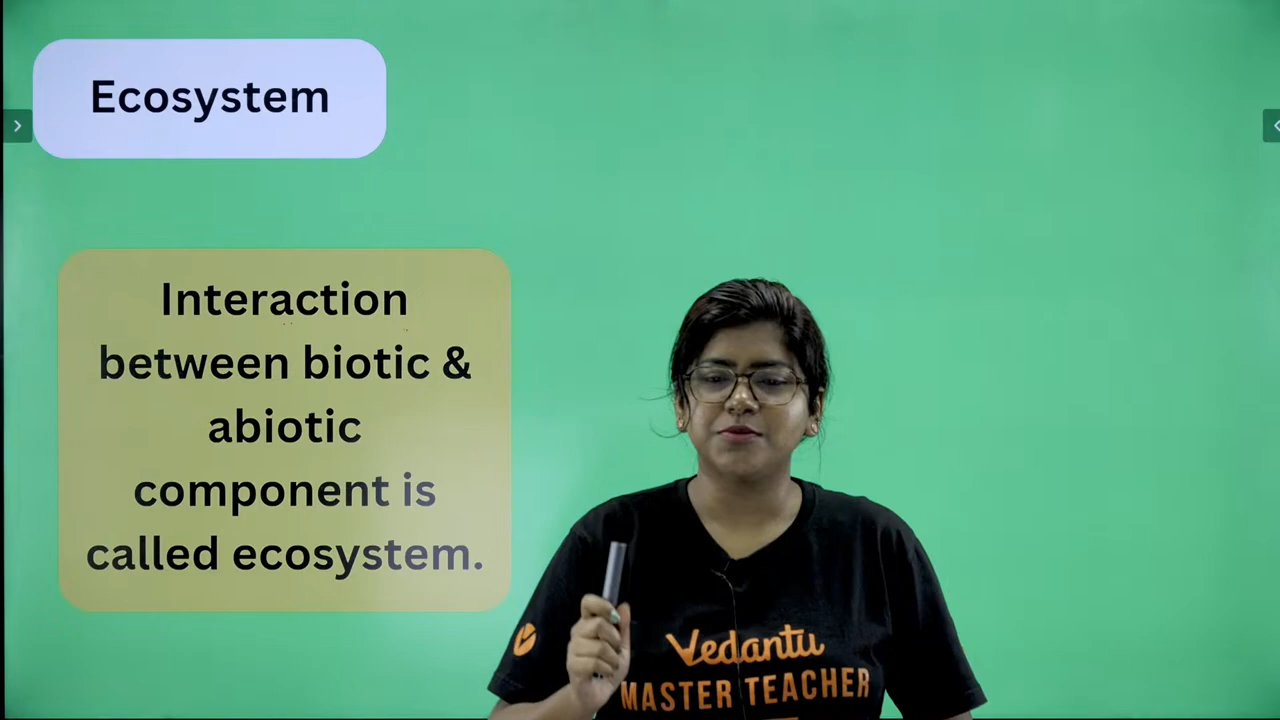 Ecosystem
Interaction
between biotic &
abiotic
component is
called ecosystem.
Vedantu
MASTER TEACHER